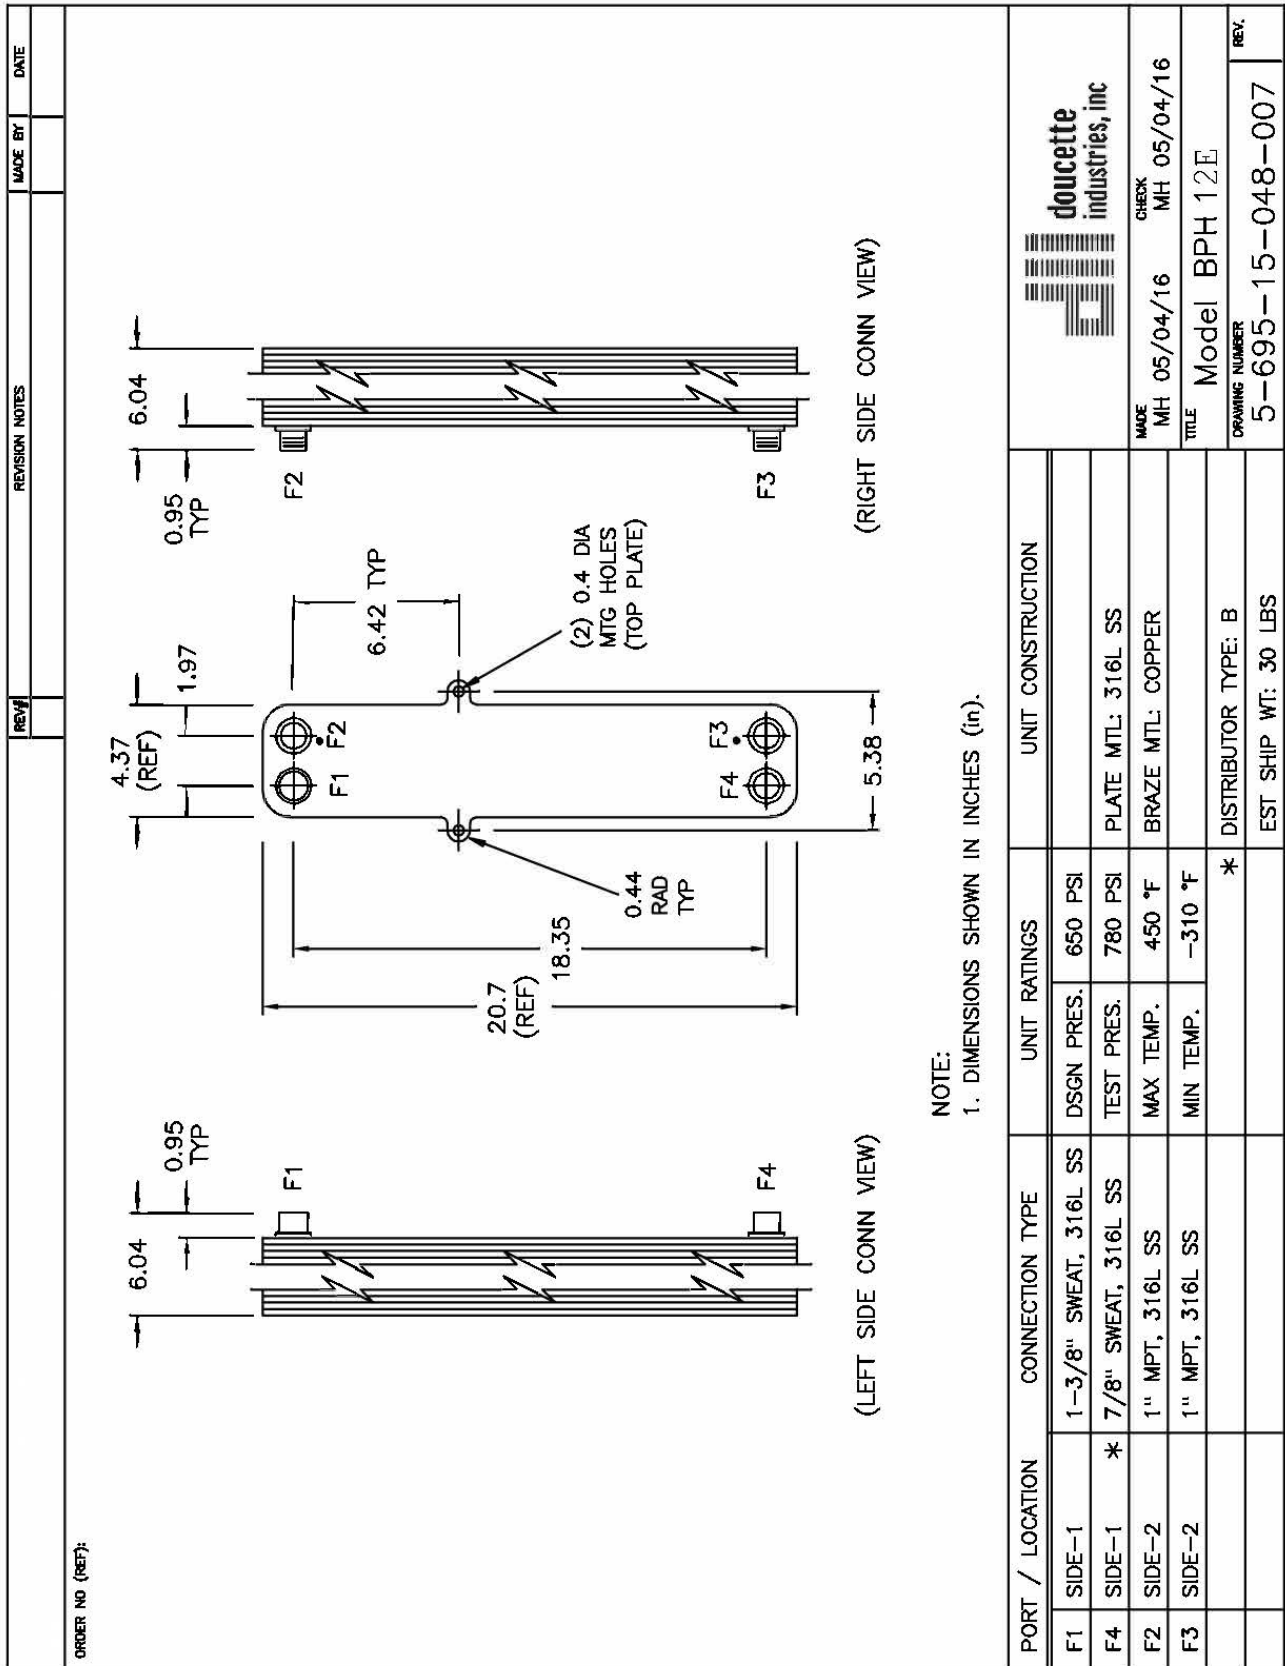 REV# REVISION NOTES MADE BY DATE
ORDER NO (REF):
6.04
0.95
TYP
F1
F4
(LEFT SIDE CONN VIEW)
4.37
(REF)
1.97
F1
F2
F4
F3
6.42 TYP
(2) 0.4 DIA
MTG HOLES
(TOP PLATE)
0.44
RAD
TYP
20.7
(REF)
18.35
5.38
6.04
0.95
TYP
F2
F3
(RIGHT SIDE CONN VIEW)
NOTE:
1. DIMENSIONS SHOWN IN INCHES (in).
PORT / LOCATION CONNECTION TYPE UNIT RATINGS UNIT CONSTRUCTION
F1 SIDE-1 1-3/8" SWEAT, 316L SS DSGN PRES. 650 PSI
F4 SIDE-1 * 7/8" SWEAT, 316L SS TEST PRES. 780 PSI PLATE MTL: 316L SS
F2 SIDE-2 1" MPT, 316L SS MAX TEMP. 450 °F BRAZE MTL: COPPER
F3 SIDE-2 1" MPT, 316L SS MIN TEMP. -310 °F
* DISTRIBUTOR TYPE: B
EST SHIP WT: 30 LBS
dii doucette
industries, inc
MADE CHECK
MH 05/04/16 MH 05/04/16
TITLE
Model BPH 12E
DRAWING NUMBER REV.
5-695-15-048-007